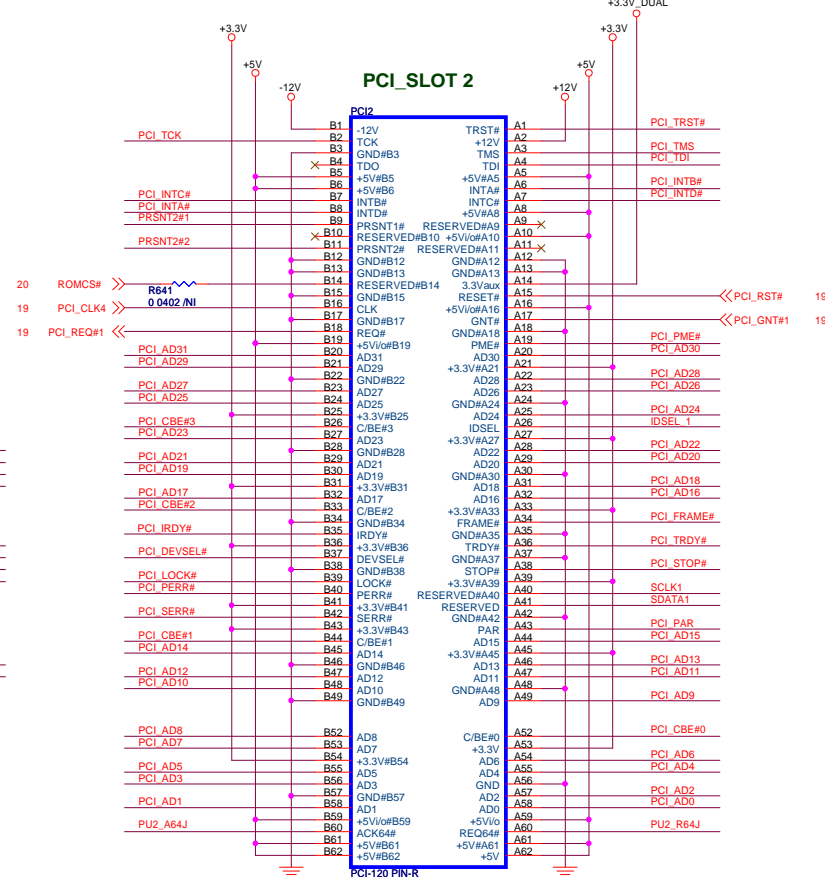 +3.3V_DUAL
+3.3V +3.3V
+5V +5V
-12V PCI_SLOT 2 +12V
PCI2
B1 -12V TRST# A1 PCI_TRST#
PCI_TCK B2 TCK +12V A2
B3 GND#B3 TMS A3 PCI_TMS
B4 TDO TDI A4 PCI_TDI
B5 +5V#B5 +5V#A5 A5
B6 +5V#B6 INTA# A6 PCI_INTB#
PCI_INTC# B7 INTB# INTC# A7 PCI_INTD#
PCI_INTA# B8 INTD# +5V#A8 A8
PRSNT2#1 B9 PRSNT1# RESERVED#A9 A9
B10 RESERVED#B10 +5Vi/o#A10 A10
PRSNT2#2 B11 PRSNT2# RESERVED#A11 A11
B12 GND#B12 GND#A12 A12
B13 GND#B13 GND#A13 A13
20 ROMCS# R641 B14 RESERVED#B14 3.3Vaux A14
0 0402 /NI B15 GND#B15 RESET# A15 PCI_RST# 19
19 PCI_CLK4 B16 CLK +5Vi/o#A16 A16
B17 GND#B17 GNT# A17 PCI_GNT#1 19
19 PCI_REQ#1 B18 REQ# GND#A18 A18
B19 +5Vi/o#B19 PME# A19 PCI_PME#
PCI_AD31 B20 AD31 AD30 A20 PCI_AD30
PCI_AD29 B21 AD29 +3.3V#A21 A21
B22 GND#B22 AD28 A22 PCI_AD28
PCI_AD27 B23 AD27 AD26 A23 PCI_AD26
PCI_AD25 B24 AD25 GND#A24 A24
B25 +3.3V#B25 AD24 A25 PCI_AD24
PCI_CBE#3 B26 C/BE#3 IDSEL A26 IDSEL_1
PCI_AD23 B27 AD23 +3.3V#A27 A27
B28 GND#B28 AD22 A28 PCI_AD22
PCI_AD21 B29 AD21 AD20 A29 PCI_AD20
PCI_AD19 B30 AD19 GND#A30 A30
B31 +3.3V#B31 AD18 A31 PCI_AD18
PCI_AD17 B32 AD17 AD16 A32 PCI_AD16
PCI_CBE#2 B33 C/BE#2 +3.3V#A33 A33
B34 GND#B34 FRAME# A34 PCI_FRAME#
PCI_IRDY# B35 IRDY# GND#A35 A35
B36 +3.3V#B36 TRDY# A36 PCI_TRDY#
PCI_DEVSEL# B37 DEVSEL# GND#A37 A37
B38 GND#B38 STOP# A38 PCI_STOP#
PCI_LOCK# B39 LOCK# +3.3V#A39 A39
PCI_PERR# B40 PERR# RESERVED#A40 A40 SCLK1
B41 +3.3V#B41 RESERVED A41 SDATA1
PCI_SERR# B42 SERR# GND#A42 A42
B43 +3.3V#B43 PAR A43 PCI_PAR
PCI_CBE#1 B44 C/BE#1 AD15 A44 PCI_AD15
PCI_AD14 B45 AD14 +3.3V#A45 A45
B46 GND#B46 AD13 A46 PCI_AD13
PCI_AD12 B47 AD12 AD11 A47 PCI_AD11
PCI_AD10 B48 AD10 GND#A48 A48
B49 GND#B49 AD9 A49 PCI_AD9
PCI_AD8 B52 AD8 C/BE#0 A52 PCI_CBE#0
PCI_AD7 B53 AD7 +3.3V A53
B54 +3.3V#B54 AD6 A54 PCI_AD6
PCI_AD5 B55 AD5 AD4 A55 PCI_AD4
PCI_AD3 B56 AD3 GND A56
B57 GND#B57 AD2 A57 PCI_AD2
PCI_AD1 B58 AD1 AD0 A58 PCI_AD0
B59 +5Vi/o#B59 +5Vi/o A59
PU2_A64J B60 ACK64# REQ64# A60 PU2_R64J
B61 +5V#B61 +5V#A61 A61
B62 +5V#B62 +5V A62
PCI-120 PIN-R